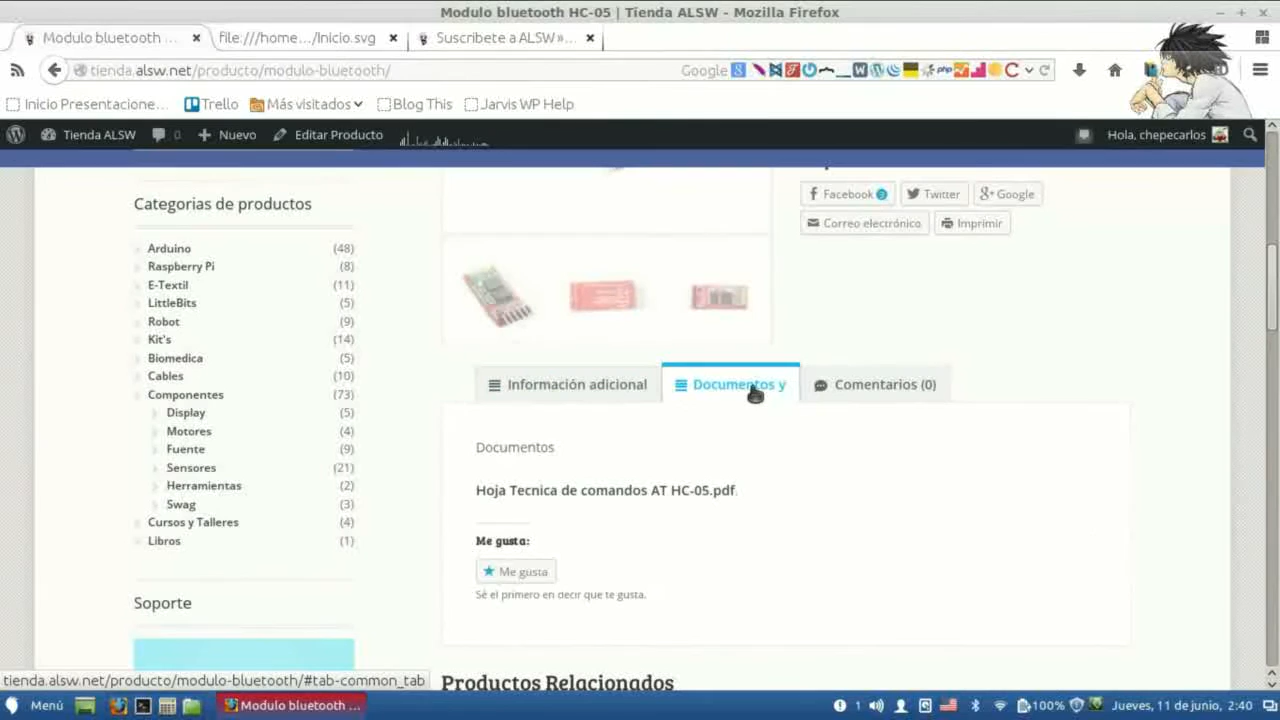 Modulo bluetooth HC-05 | Tienda ALSW - Mozilla Firefox
Modulo bluetooth ...
file:///home.../Inicio.svg
Suscribete a ALSW »...
tienda.alsw.net/producto/modulo-bluetooth/
Google
Inicio Presentacione...
Trello
Más visitados
Blog This
Jarvis WP Help
Tienda ALSW
0
Nuevo
Editar Producto
Hola, chepecarlos
Facebook
Twitter
Google
Correo electrónico
Imprimir
Categorias de productos
Arduino (48)
Raspberry Pi (8)
E-Textil (11)
LittleBits (5)
Robot (9)
Kit's (14)
Biomedica (5)
Cables (10)
Componentes (73)
Display (5)
Motores (4)
Fuente (9)
Sensores (21)
Herramientas (2)
Swag (3)
Cursos y Talleres (4)
Libros (1)
Soporte
Información adicional
Documentos y
Comentarios (0)
Documentos
Hoja Tecnica de comandos AT HC-05.pdf.
Me gusta:
Me gusta
Sé el primero en decir que te gusta.
Productos Relacionados
tienda.alsw.net/producto/modulo-bluetooth/#tab-common_tab
Menú
Modulo bluetooth ...
1
100%
Jueves, 11 de junio, 2:40